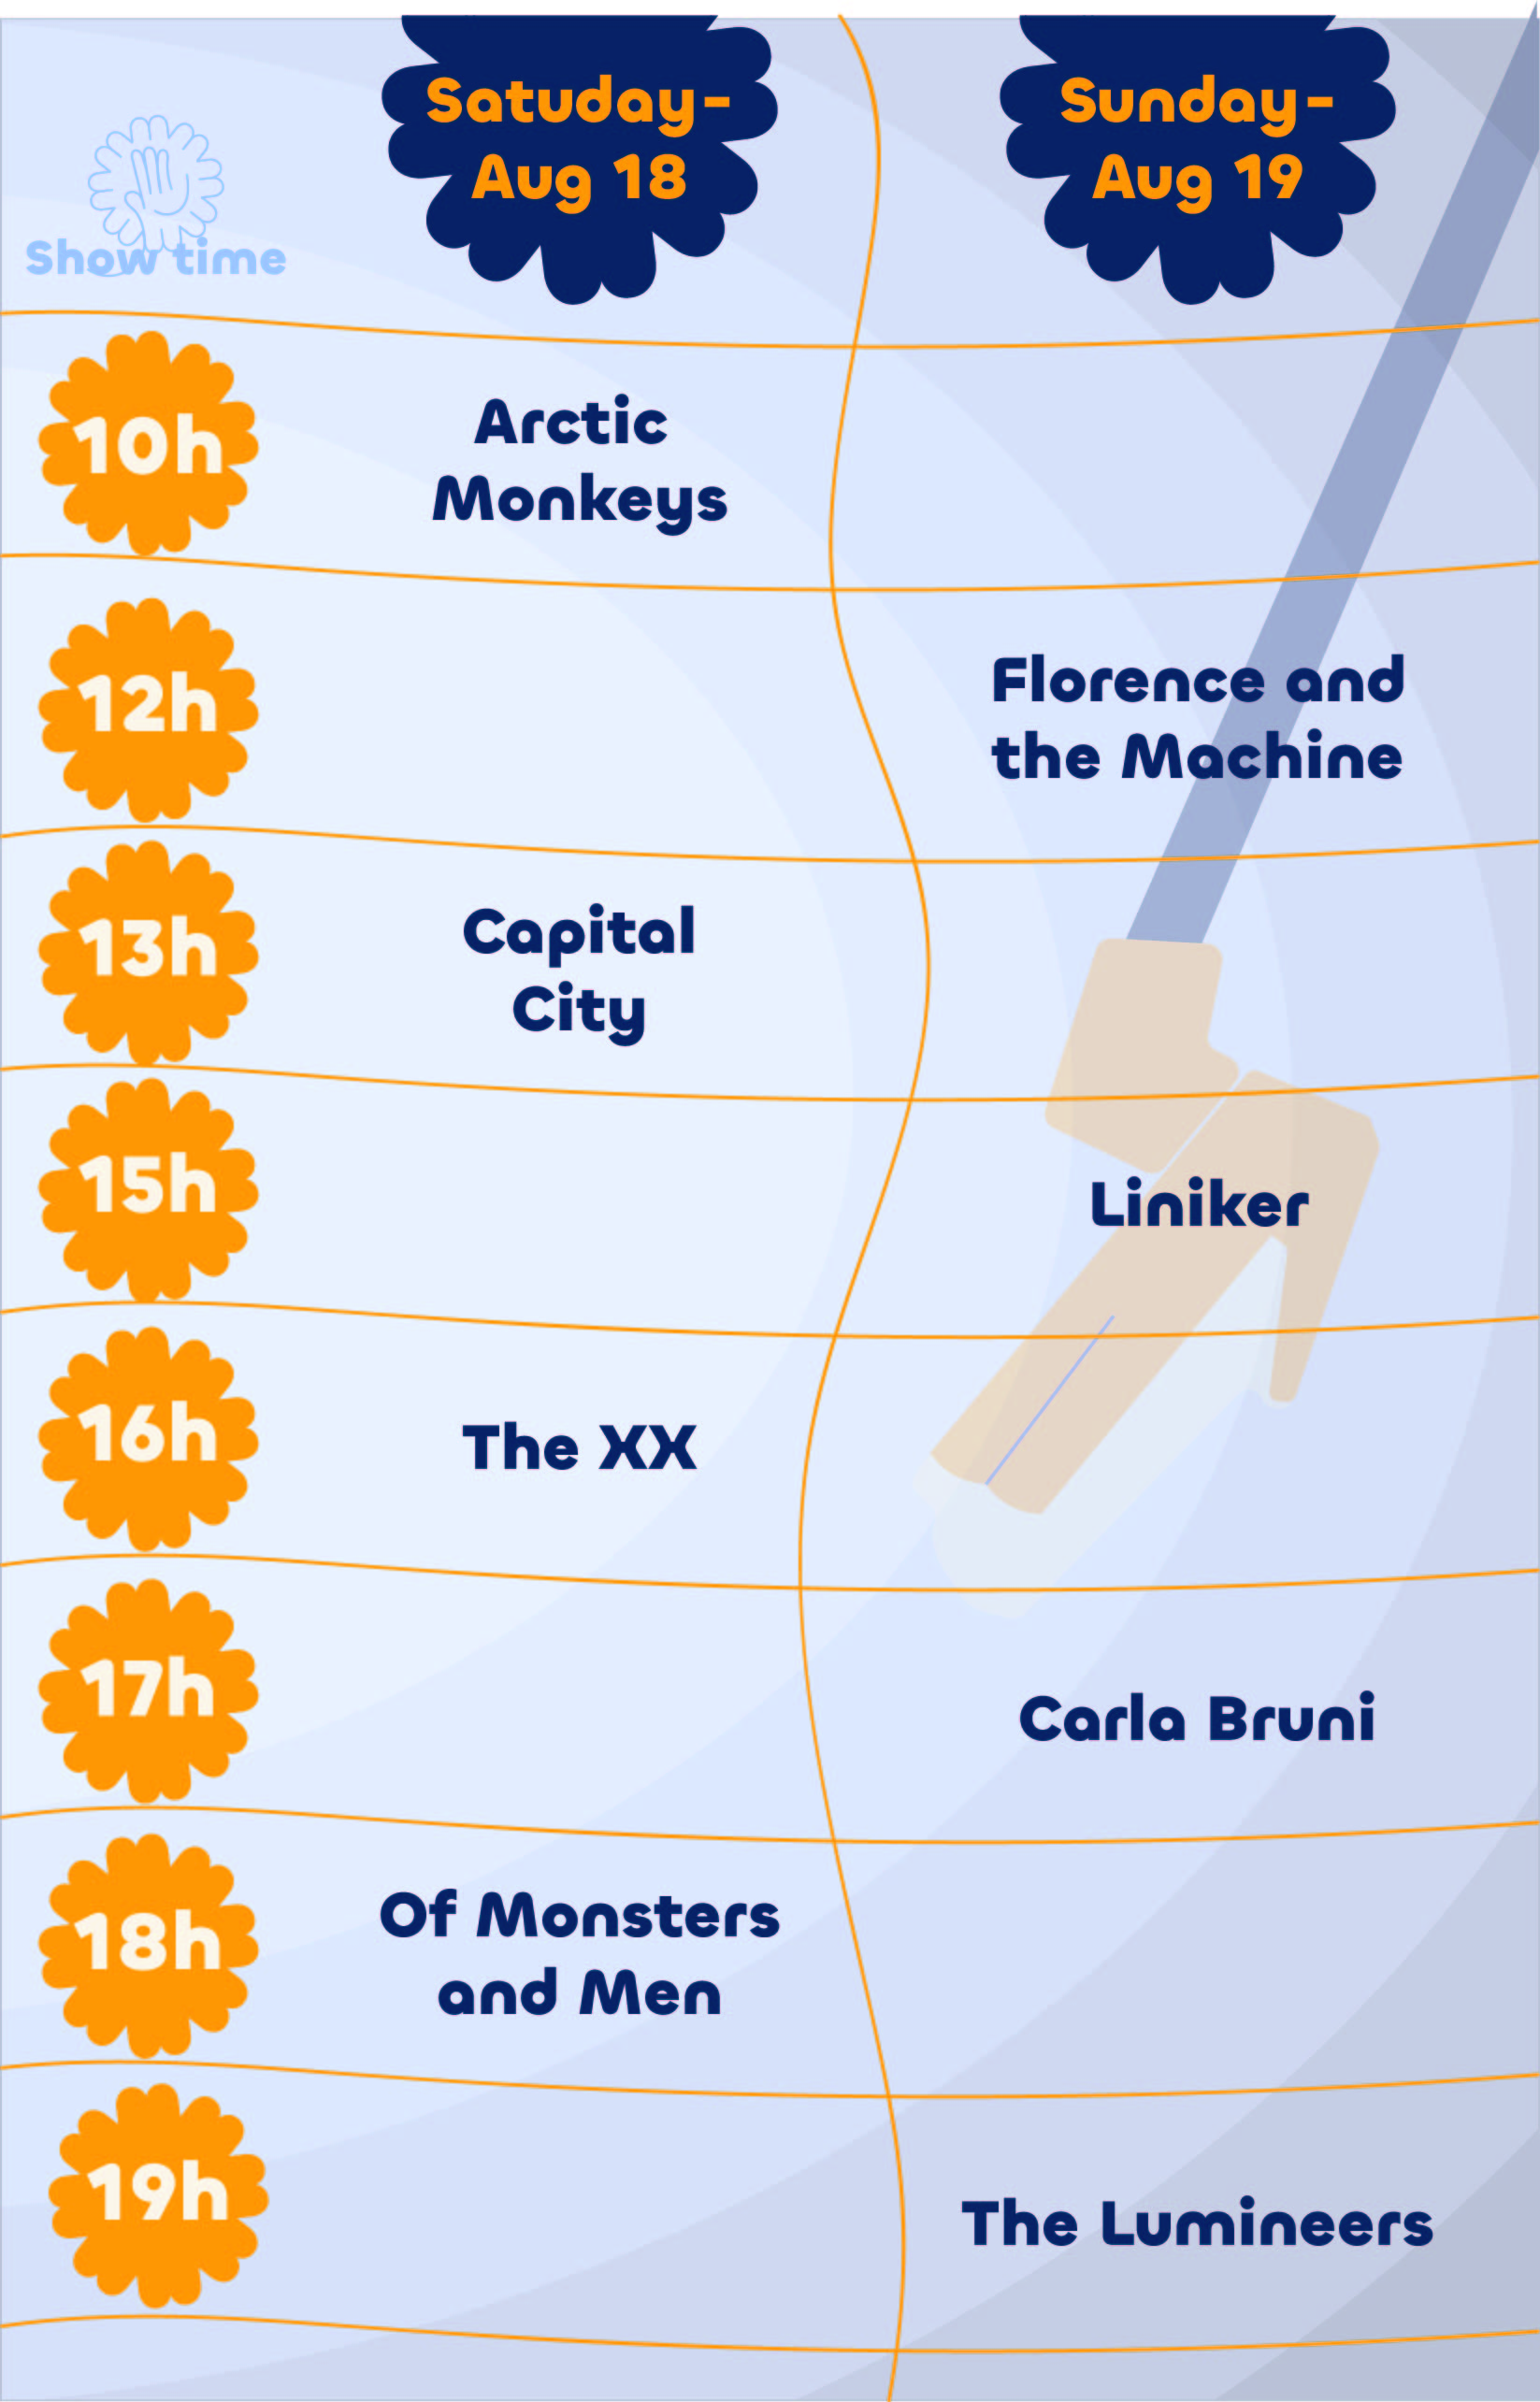 Satuday-
Aug 18
Sunday-
Aug 19
Show time
10h
Arctic
Monkeys
12h
Florence and
the Machine
13h
Capital
City
15h
Liniker
16h
The XX
17h
Carla Bruni
18h
Of Monsters
and Men
19h
The Lumineers